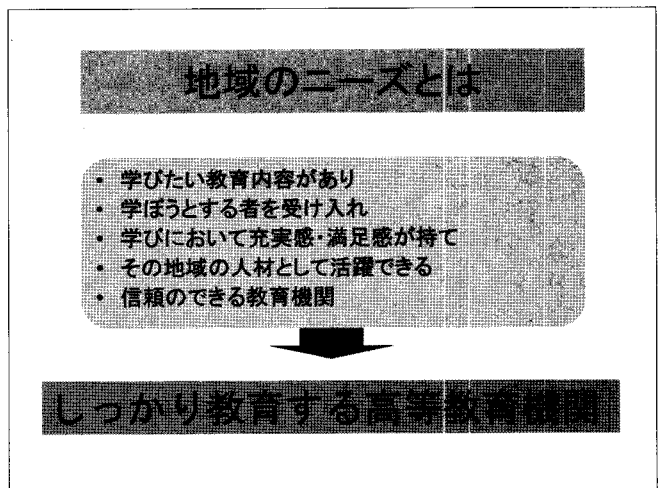 地域のニーズとは
・ 学びたい教育内容があり
・ 学ぼうとする者を受け入れ
・ 学びにおいて充実感・満足感が持て
・ その地域の人材として活躍できる
・ 信頼のできる教育機関
しっかり教育する高等教育機関